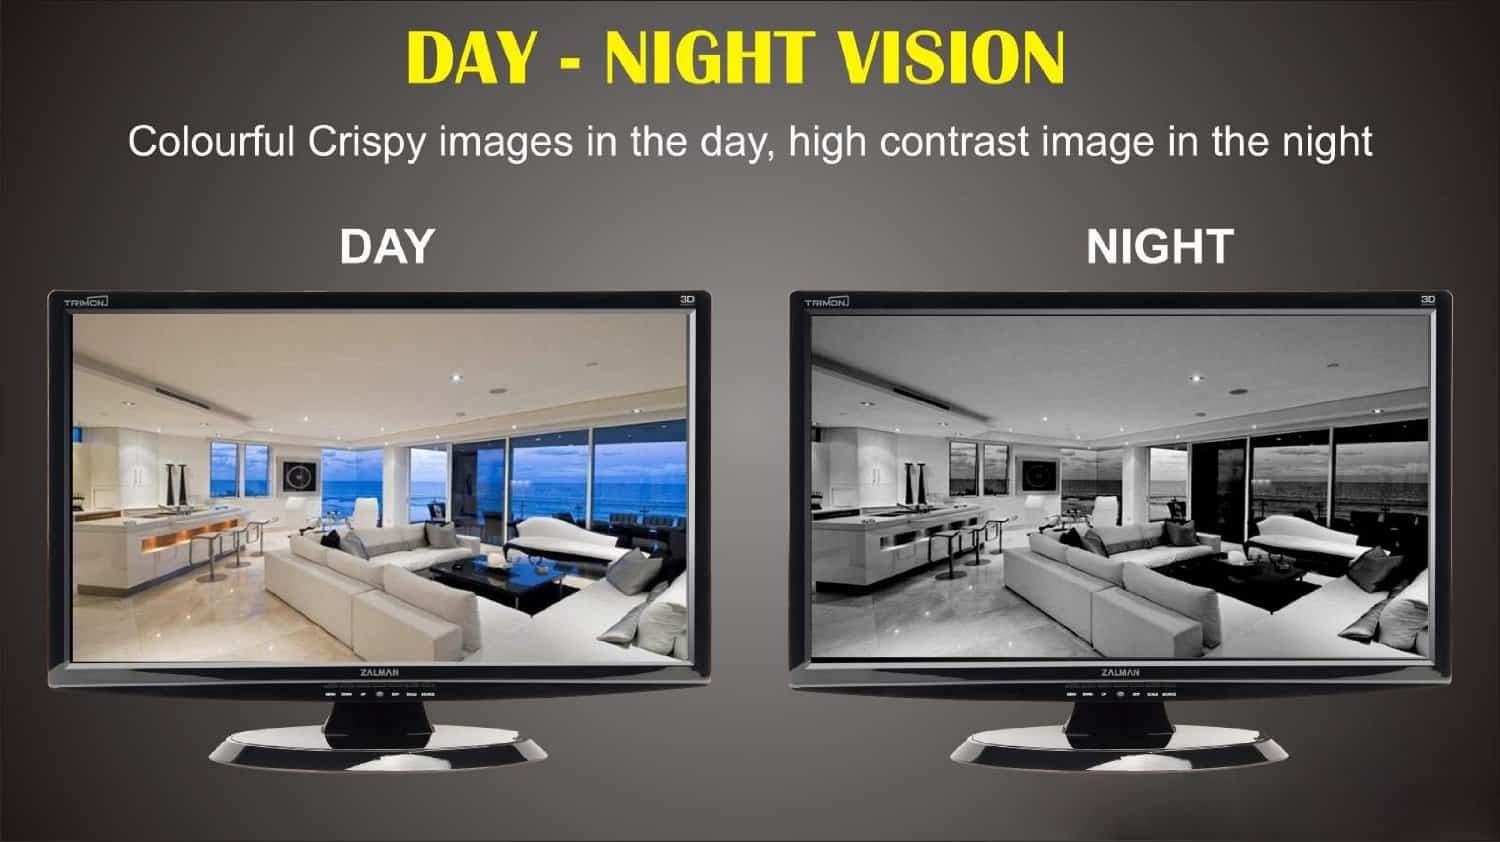 DAY - NIGHT VISION
Colourful Crispy images in the day, high contrast image in the night
DAY
NIGHT
TRIMON
3D
TRIMON
3D
ZALMAN
ZALMAN